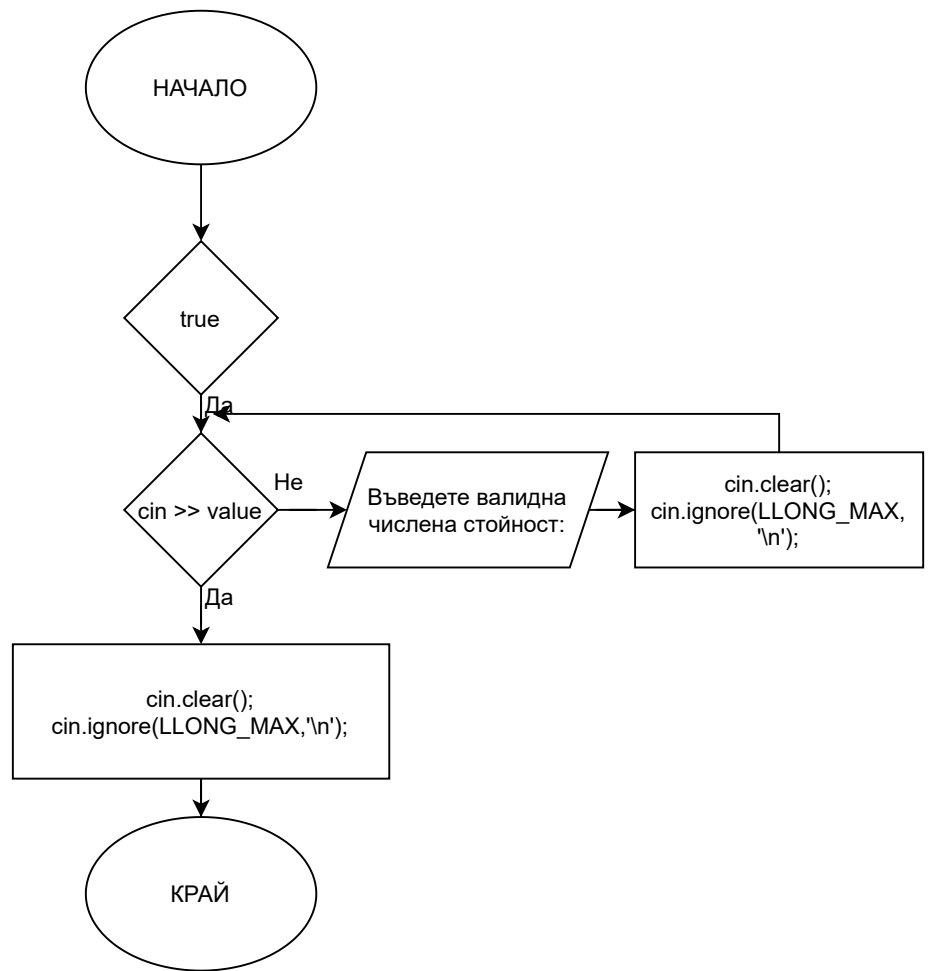 НАЧАЛО
true
Да
cin >> value
Не
Въведете валидна
числена стойност:
cin.clear();
cin.ignore(LLONG_MAX,
'\n');
Да
cin.clear();
cin.ignore(LLONG_MAX,'\n');
КРАЙ